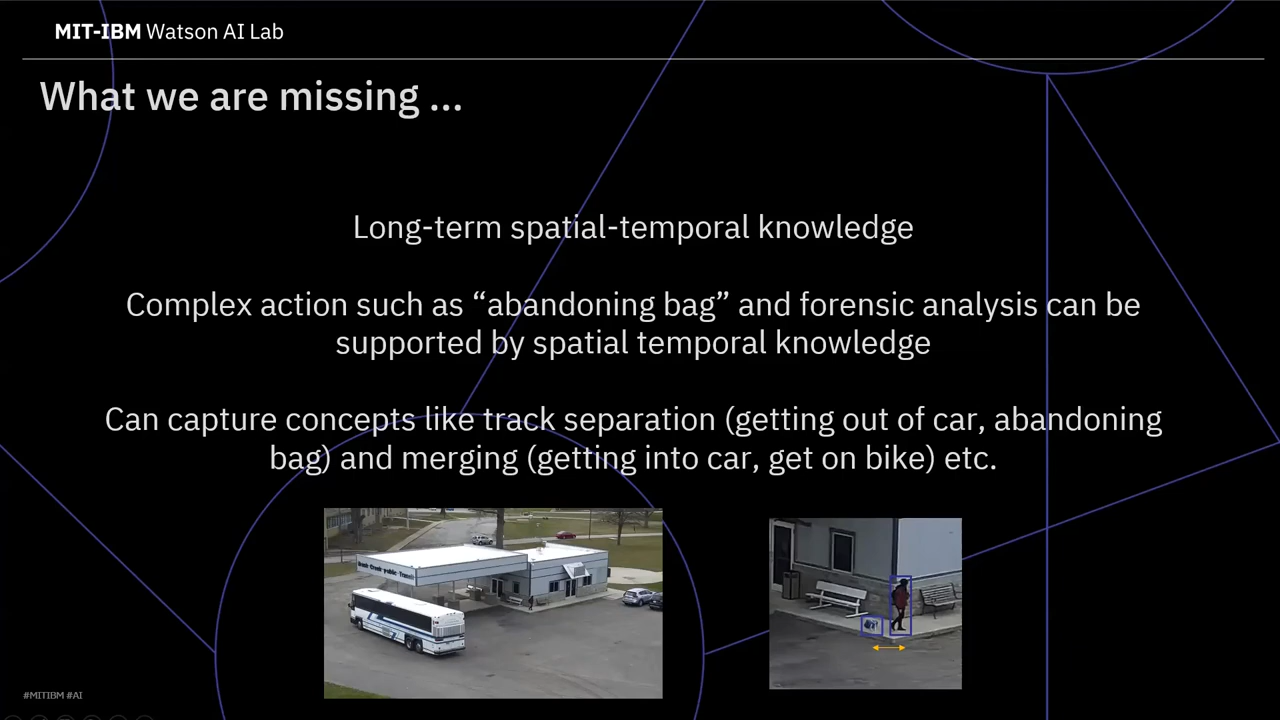 MIT-IBM Watson AI Lab
What we are missing ...
Long-term spatial-temporal knowledge
Complex action such as “abandoning bag” and forensic analysis can be
supported by spatial temporal knowledge
Can capture concepts like track separation (getting out of car, abandoning
bag) and merging (getting into car, get on bike) etc.
#MITIBM #AI